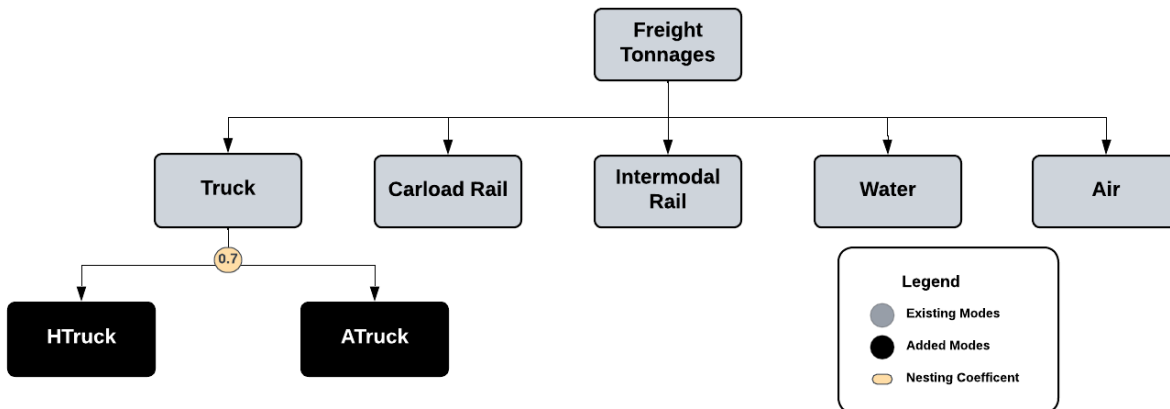 Freight
Tonnages
Truck
Carload Rail
Intermodal
Rail
Water
Air
0.7
HTruck
ATruck
Legend
Existing Modes
Added Modes
Nesting Coefficent